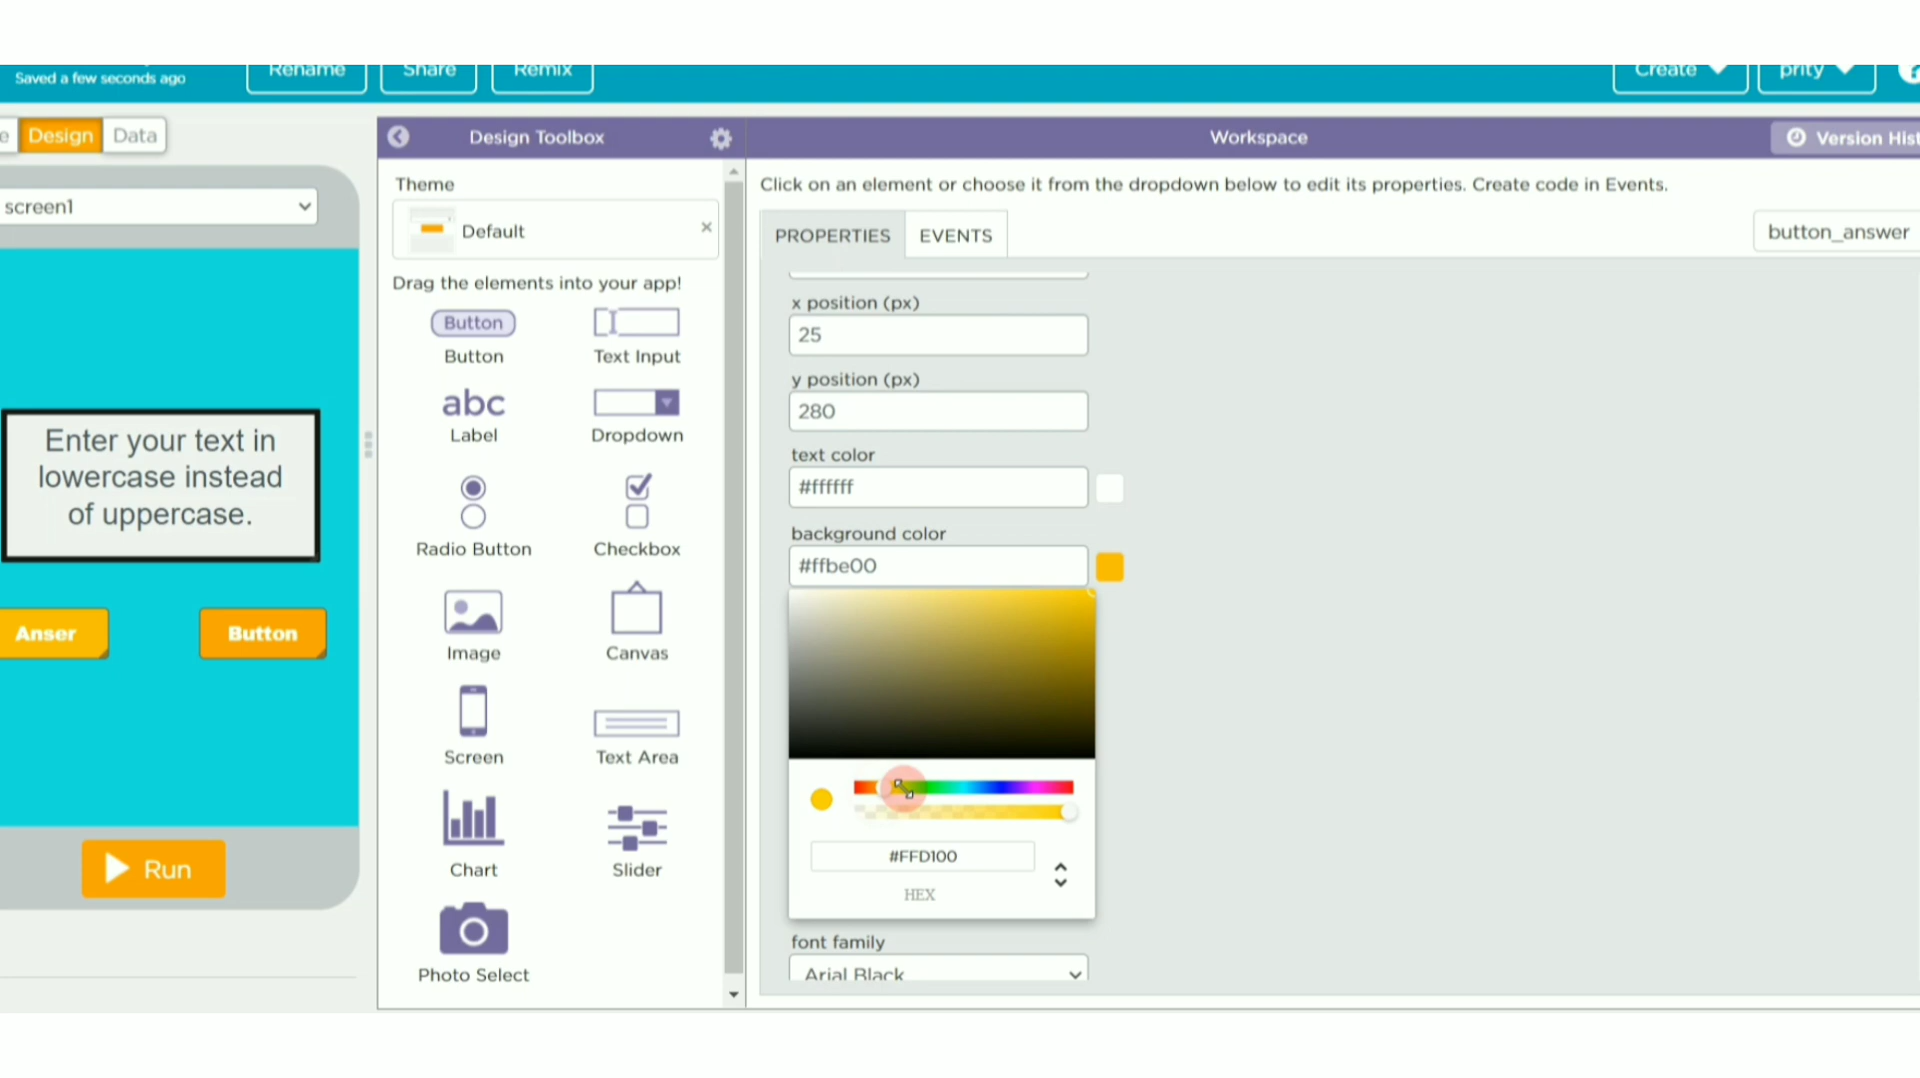 Saved a few seconds ago
Rename
Share
Remix
Create
prity
e
Design
Data
Design Toolbox
Workspace
Version Hist
Theme
Click on an element or choose it from the dropdown below to edit its properties. Create code in Events.
screen1
Default
PROPERTIES
EVENTS
button_answer
Drag the elements into your app!
Button
Button
Text Input
abc
Label
Dropdown
Radio Button
Checkbox
Image
Canvas
Screen
Text Area
Chart
Slider
Photo Select
Enter your text in
lowercase instead
of uppercase.
Anser
Button
Run
x position (px)
25
y position (px)
280
text color
#ffffff
background color
#ffbe00
#FFD100
HEX
font family
Arial Black